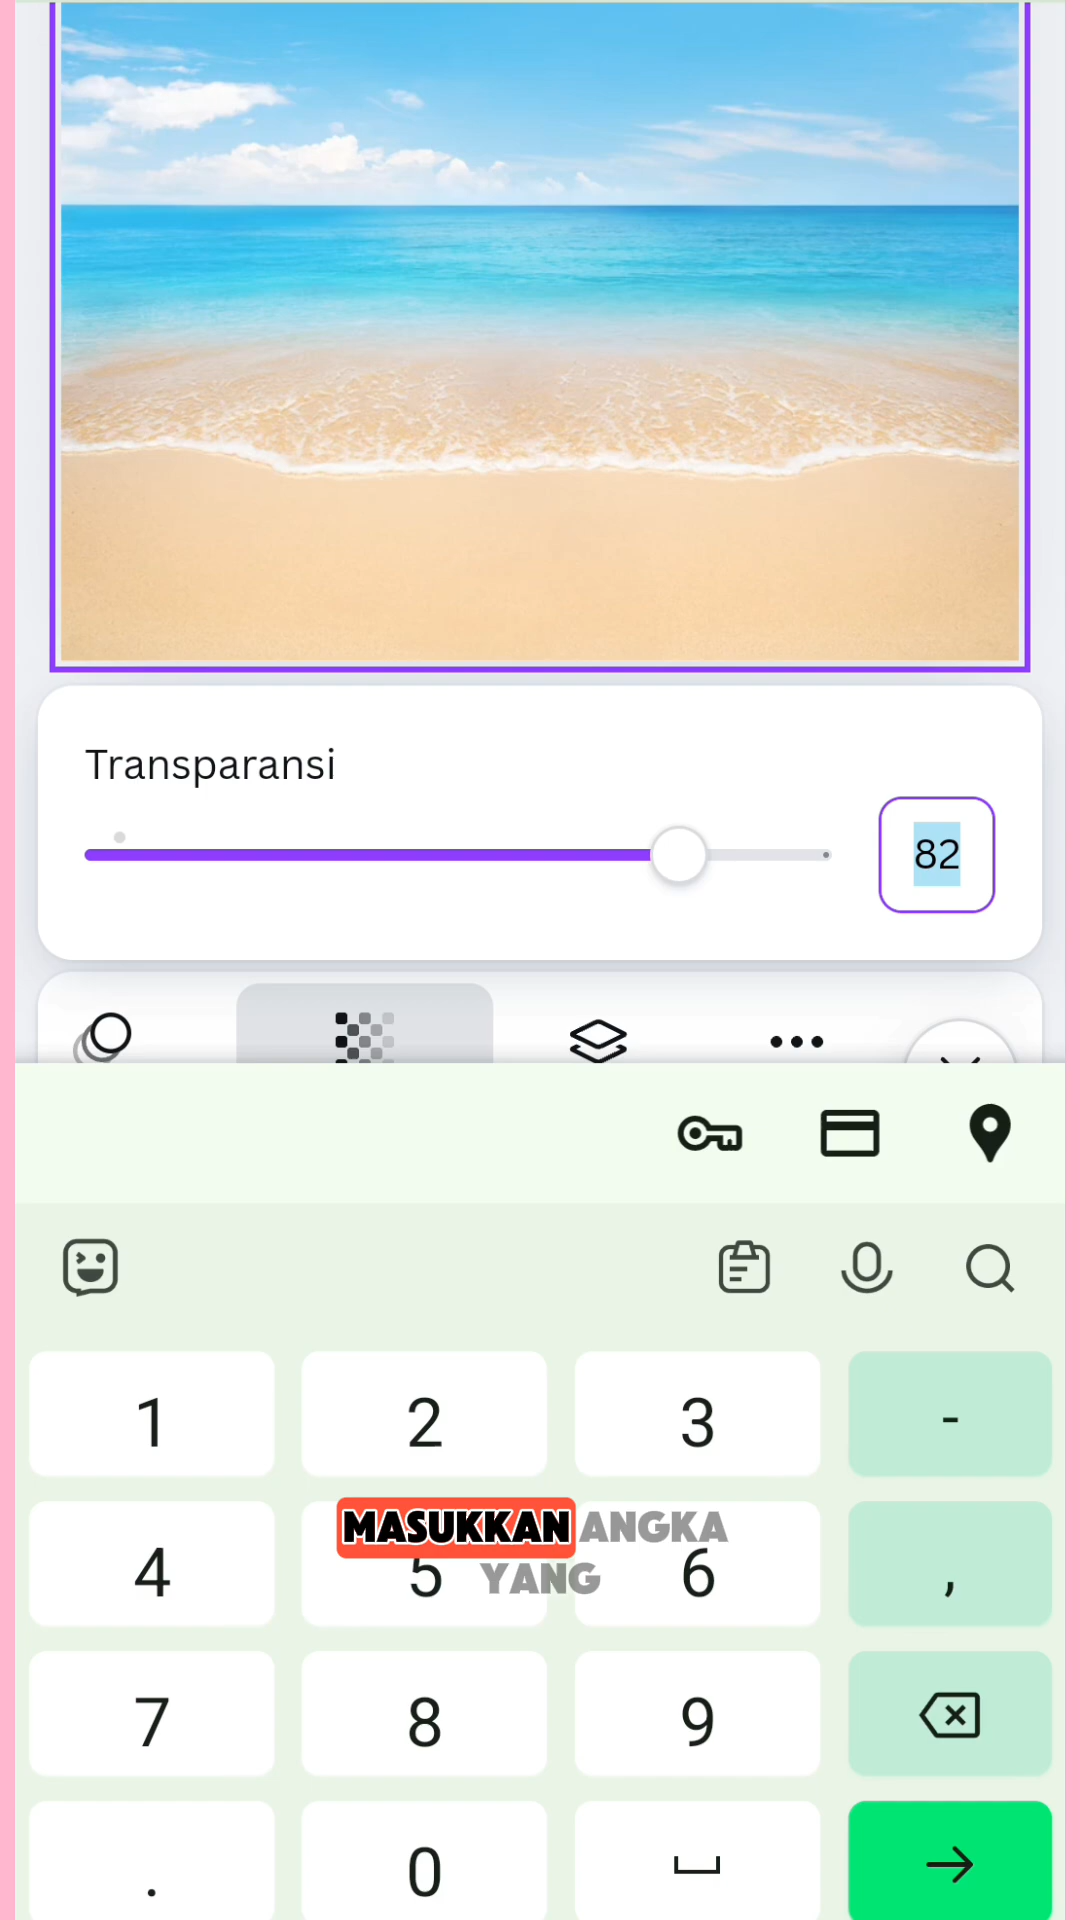 Transparansi
82
1 2 3 -
MASUKKAN ANGKA
YANG
4 5 6 ,
7 8 9
. 0